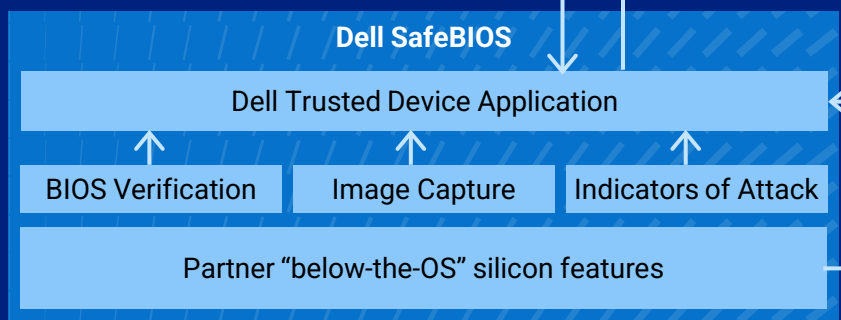 Dell SafeBIOS
Dell Trusted Device Application
BIOS Verification
Image Capture
Indicators of Attack
Partner “below-the-OS” silicon features